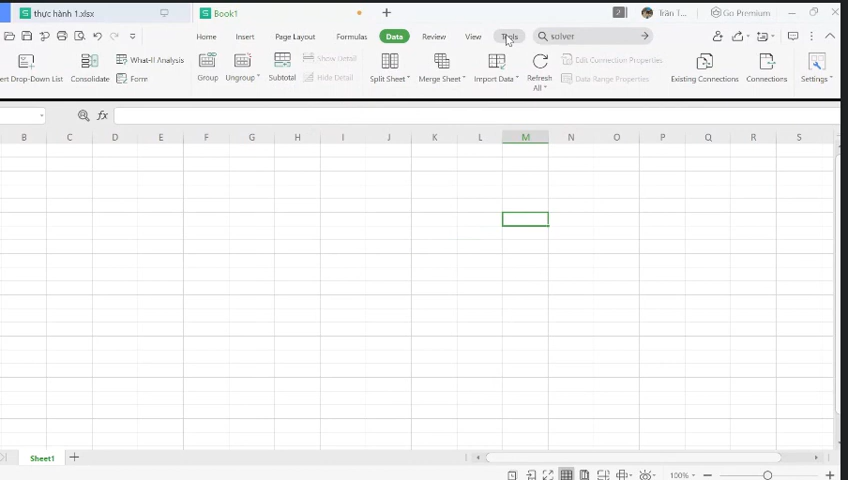 thực hành 1.xlsx
Book1
2
Trần T...
Go Premium
Home Insert Page Layout Formulas Data Review View Tools solver
ert Drop-Down List
Consolidate
What-If Analysis
Form
Group
Ungroup
Subtotal
Show Detail
Hide Detail
Split Sheet
Merge Sheet
Import Data
Refresh
All
Edit Connection Properties
Data Range Properties
Existing Connections
Connections
Settings
fx
B C D E F G H I J K L M N O P Q R S
Sheet1
100%